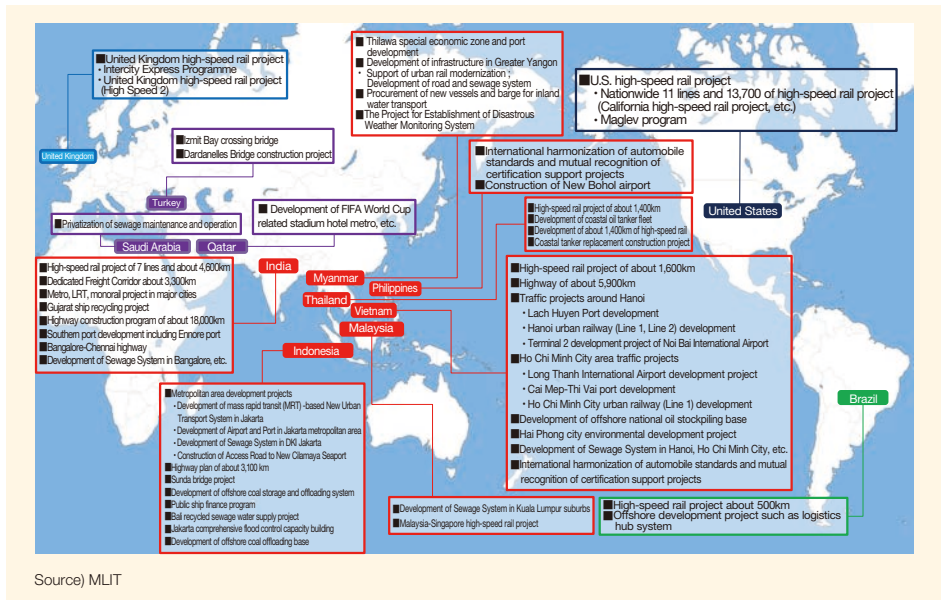 ■United Kingdom high-speed rail project
・Intercity Express Programme
・United Kingdom high-speed rail project
(High Speed 2)
United Kingdom
■Izmit Bay crossing bridge
■Dardanelles Bridge construction project
Turkey
■Privatization of sewage maintenance and operation
Saudi Arabia
■ Development of FIFA World Cup
related stadium hotel metro, etc.
Qatar
■ Thilawa special economic zone and port
development
■ Development of infrastructure in Greater Yangon
・ Support of urban rail modernization ;
Development of road and sewage system
■ Procurement of new vessels and barge for inland
water transport
■The Project for Establishment of Disastrous
Weather Monitoring System
■U.S. high-speed rail project
・Nationwide 11 lines and 13,700 of high-speed rail project
(California high-speed rail project, etc.)
・Maglev program
United States
■International harmonization of automobile
standards and mutual recognition of
certification support projects
■Construction of New Bohol airport
■High-speed rail project of about 1,400km
■Development of coastal oil tanker fleet
■Development of about 1,400km of high-speed rail
■Coastal tanker replacement construction project
India
Myanmar
Philippines
Thailand
Vietnam
Malaysia
Indonesia
■High-speed rail project of 7 lines and about 4,600km
■Dedicated Freight Corridor about 3,300km
■Metro, LRT, monorail project in major cities
■Gujarat ship recycling project
■Highway construction program of about 18,000km
■Southern port development including Ennore port
■Bangalore-Chennai highway
■Development of Sewage System in Bangalore, etc.
■High-speed rail project of about 1,600km
■Highway of about 5,900km
■Traffic projects around Hanoi
・Lach Huyen Port development
・Hanoi urban railway (Line 1, Line 2) development
・Terminal 2 development project of Noi Bai International Airport
■Ho Chi Minh City area traffic projects
・Long Thanh International Airport development project
・Cai Mep-Thi Vai port development
・Ho Chi Minh City urban railway (Line 1) development
■Development of offshore national oil stockpiling base
■Hai Phong city environmental development project
■Development of Sewage System in Hanoi, Ho Chi Minh City, etc.
■International harmonization of automobile standards and mutual
recognition of certification support projects
■Metropolitan area development projects
・Development of mass rapid transit (MRT) -based New Urban
Transport System in Jakarta
・Development of Airport and Port in Jakarta metropolitan area
・Development of Sewage System in DKI Jakarta
・Construction of Access Road to New Cilamaya Seaport
■Highway plan of about 3,100 km
■Sunda bridge project
■Development of offshore coal storage and offloading system
■Public ship finance program
■Bali recycled sewage water supply project
■Jakarta comprehensive flood control capacity building
■Development of offshore coal offloading base
■Development of Sewage System in Kuala Lumpur suburbs
■Malaysia-Singapore high-speed rail project
Brazil
■High-speed rail project about 500km
■Offshore development project such as logistics
hub system
Source) MLIT